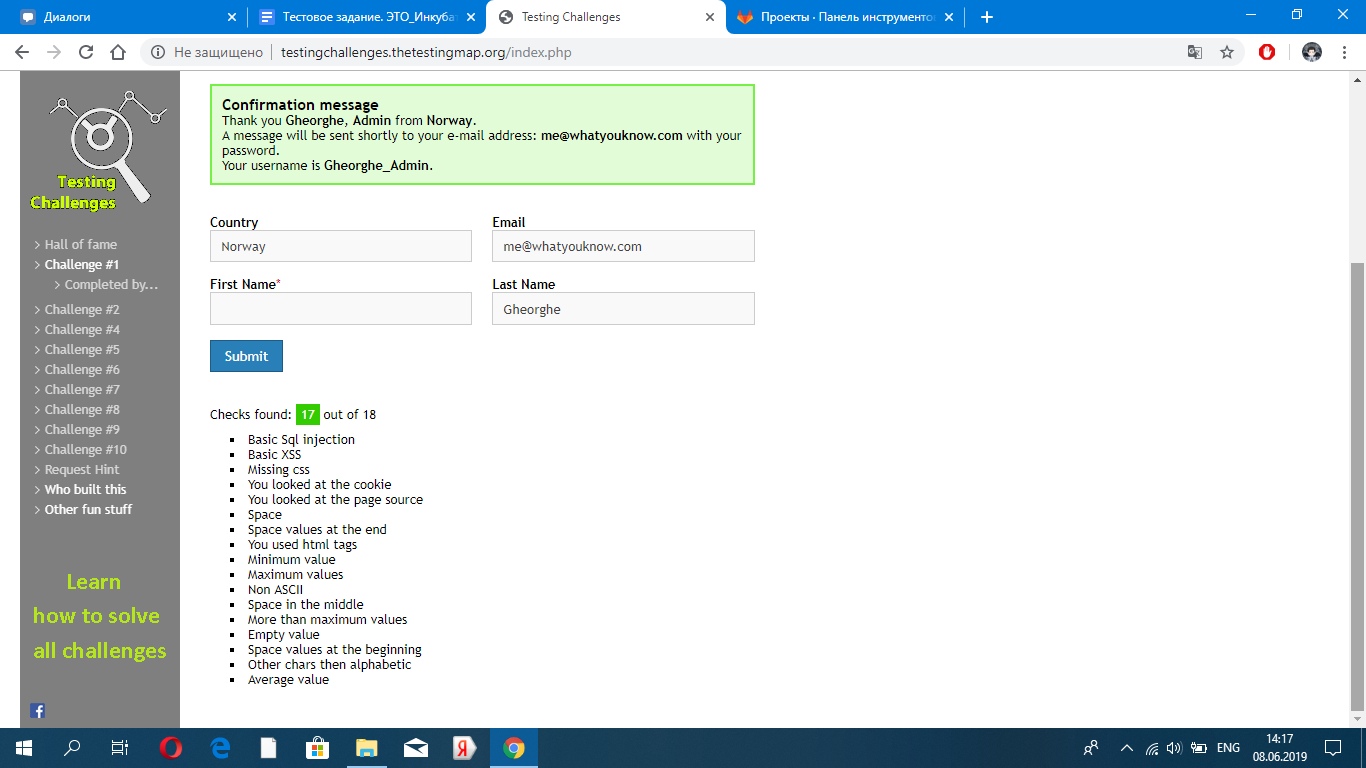 Диалоги
Тестовое задание. ЭТО_Инкуба
Testing Challenges
Проекты · Панель инструменто
Не защищено
testingchallenges.thetestingmap.org/index.php
Testing
Challenges
Hall of fame
Challenge #1
Completed by...
Challenge #2
Challenge #4
Challenge #5
Challenge #6
Challenge #7
Challenge #8
Challenge #9
Challenge #10
Request Hint
Who built this
Other fun stuff
Learn
how to solve
all challenges
Confirmation message
Thank you Gheorghe, Admin from Norway.
A message will be sent shortly to your e-mail address: me@whatyouknow.com with your
password.
Your username is Gheorghe_Admin.
Country
Email
Norway
me@whatyouknow.com
First Name*
Last Name
Gheorghe
Submit
Checks found: 17 out of 18
Basic Sql injection
Basic XSS
Missing css
You looked at the cookie
You looked at the page source
Space
Space values at the end
You used html tags
Minimum value
Maximum values
Non ASCII
Space in the middle
More than maximum values
Empty value
Space values at the beginning
Other chars then alphabetic
Average value
ENG
14:17
08.06.2019